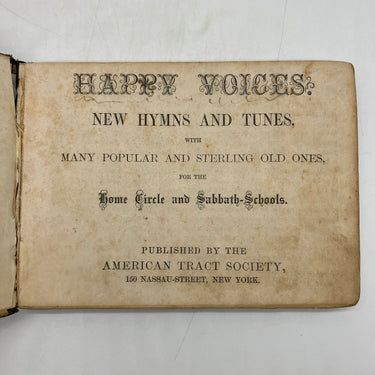 HAPPY VOICES:
NEW HYMNS AND TUNES,
WITH
MANY POPULAR AND STERLING OLD ONES,
FOR THE
Home Circle and Sabbath-Schools.
PUBLISHED BY THE
AMERICAN TRACT SOCIETY,
150 NASSAU-STREET, NEW YORK.